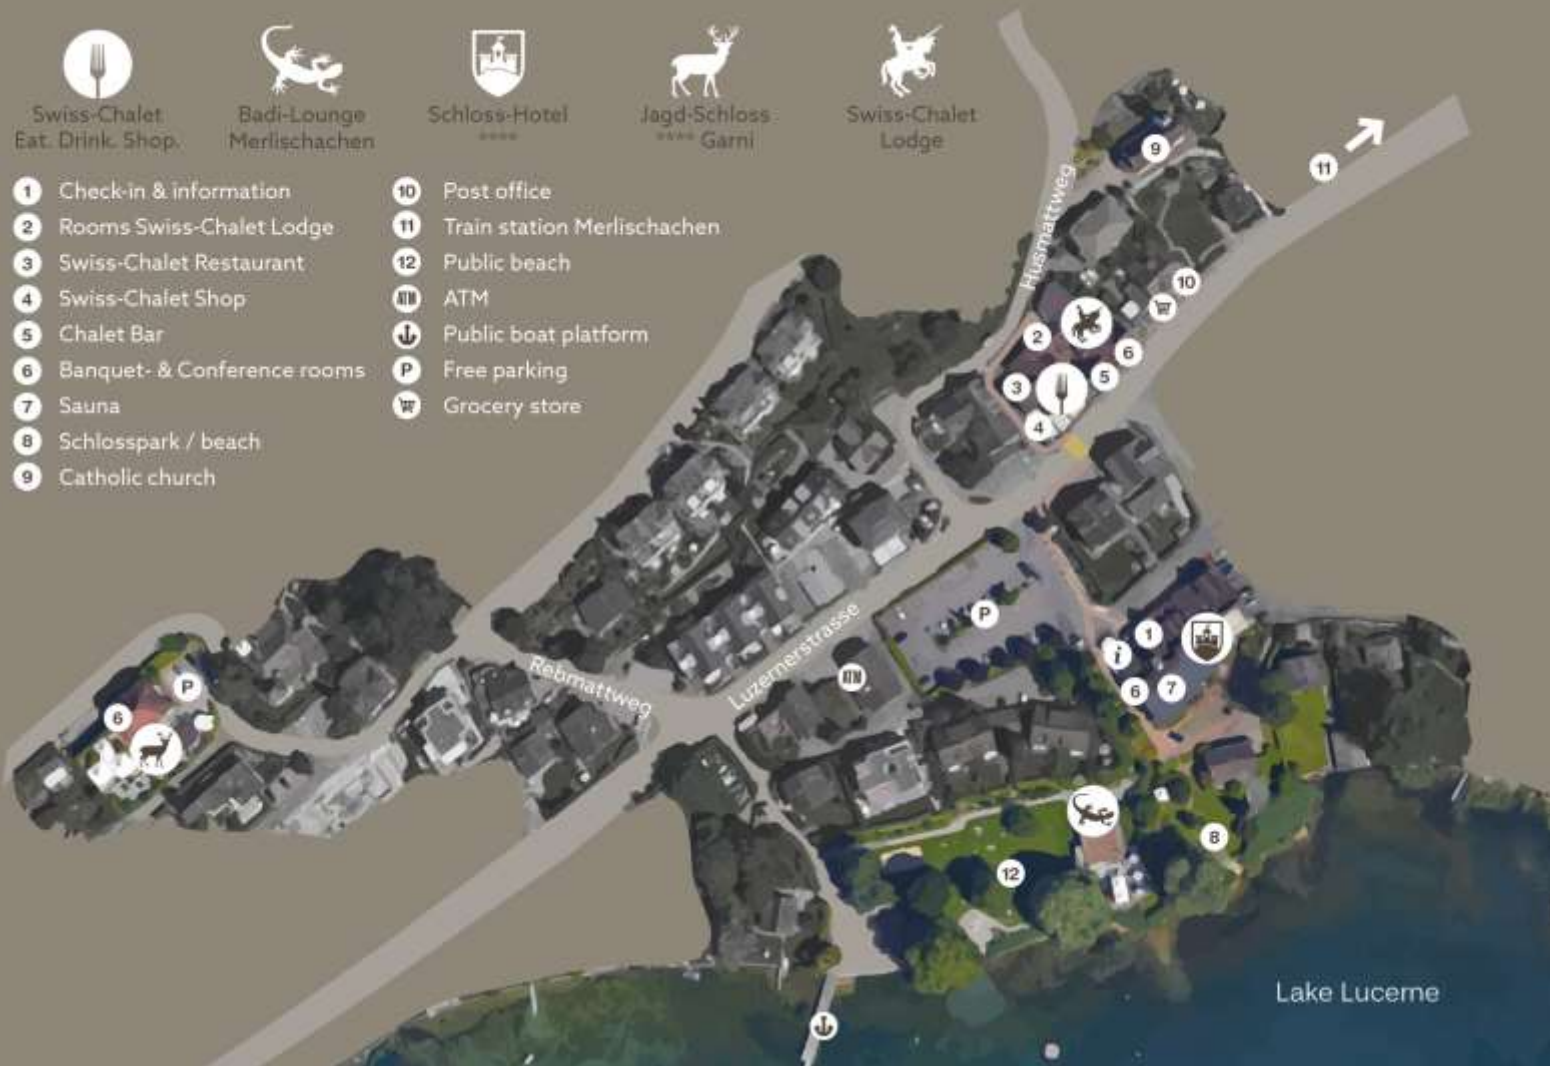 Swiss-Chalet
Eat. Drink. Shop.
Badi-Lounge
Merlischachen
Schloss-Hotel
****
Jagd-Schloss
**** Garni
Swiss-Chalet
Lodge
1 Check-in & information
2 Rooms Swiss-Chalet Lodge
3 Swiss-Chalet Restaurant
4 Swiss-Chalet Shop
5 Chalet Bar
6 Banquet- & Conference rooms
7 Sauna
8 Schlosspark / beach
9 Catholic church
10 Post office
11 Train station Merlischachen
12 Public beach
ATM ATM
Public boat platform
P Free parking
Grocery store
9
11
Husmattweg
10
2
6
3
5
4
P
1
i
6
7
Luzernerstrasse
ATM
Rebmattweg
P
6
8
12
Lake Lucerne